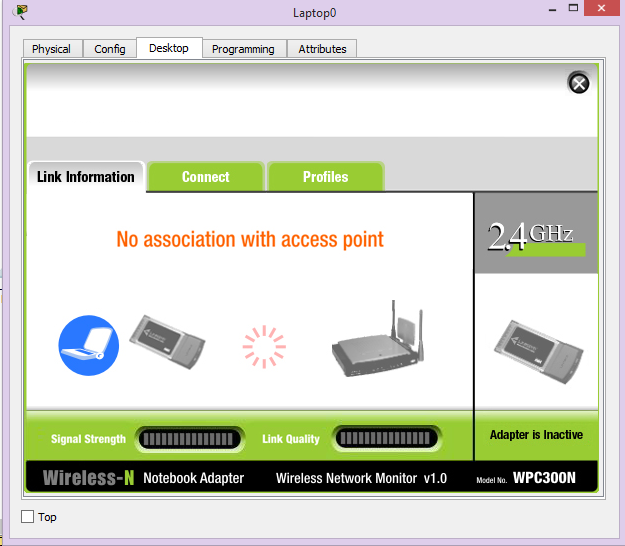 Laptop0
Physical
Config
Desktop
Programming
Attributes
Link Information
Connect
Profiles
No association with access point
2.4GHz
Signal Strength
Link Quality
Adapter is Inactive
Wireless-N Notebook Adapter
Wireless Network Monitor v1.0
Model No. WPC300N
Top